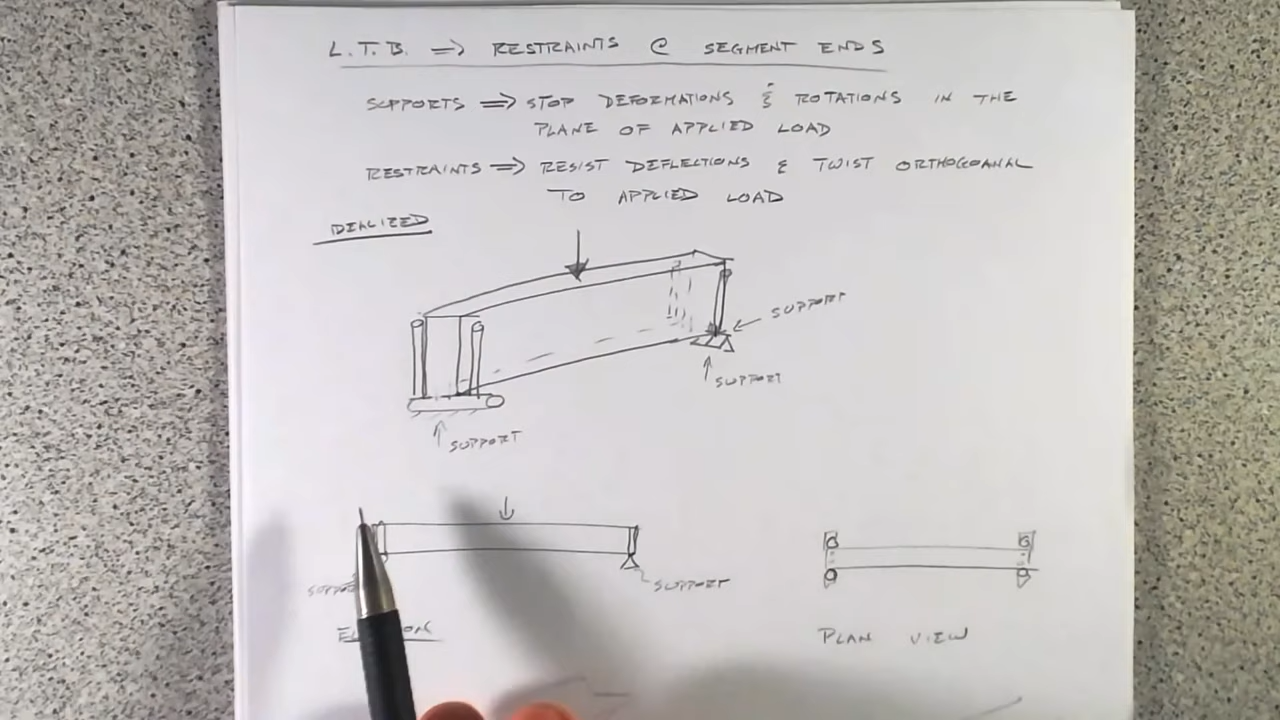 L.T.B. ⇒ RESTRAINTS @ SEGMENT ENDS
SUPPORTS ⇒ STOP DEFORMATIONS & ROTATIONS IN THE
PLANE OF APPLIED LOAD
RESTRAINTS ⇒ RESIST DEFLECTIONS & TWIST ORTHOGOANAL
TO APPLIED LOAD
SUPPORT
SUPPORT
SUPPORT
SUPPORT
PLAN VIEW